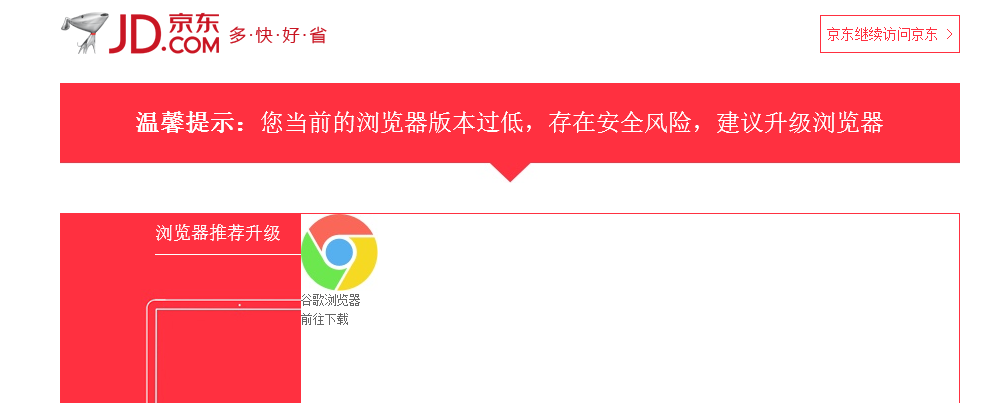 JD.COM 京东
多·快·好·省
京东继续访问京东 >
温馨提示：您当前的浏览器版本过低，存在安全风险，建议升级浏览器
浏览器推荐升级
谷歌浏览器
前往下载